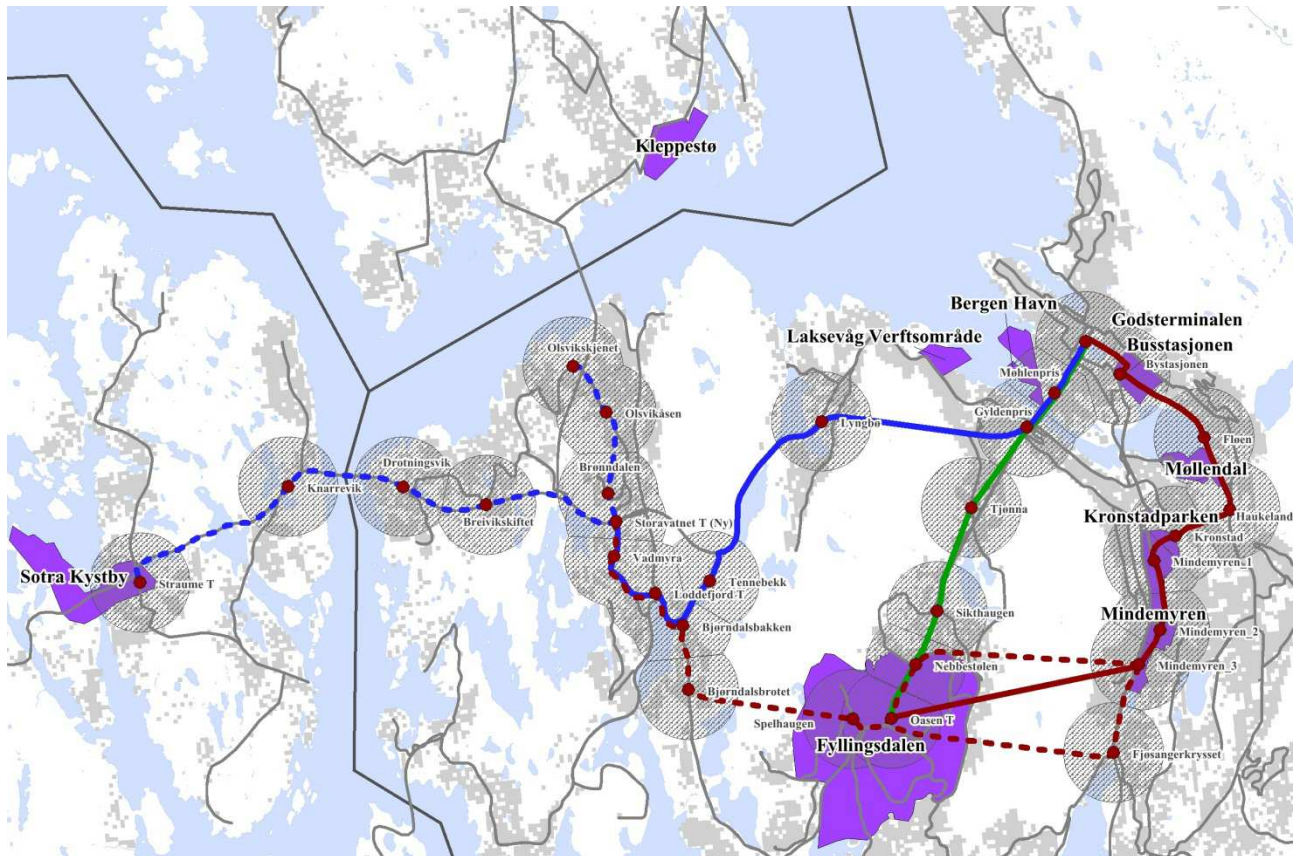 Kleppestø
Bergen Havn
Godsterminalen
Busstasjonen
Laksevåg Verftsområde
Olsvikskjenet
Møhlenpris
Bystasjonen
Olsvikåsen
Lyngbø
Gyldenpris
Fløen
Drotningsvik
Brønndalen
Møllendal
Knarrevik
Breivikskiftet
Tjønna
Kronstadparken
Haukeland
Storavatnet T (Ny)
Kronstad
Vadmyra
Mindemyren_1
Sotra Kystby
Straume T
Tennebekk
Loddefjord T
Sikthaugen
Mindemyren
Bjørndalsbakken
Mindemyren_2
Nebbestølen
Mindemyren_3
Bjørndalsbrotet
Spelhaugen
Oasen T
Fyllingsdalen
Fjøsangerkrysset